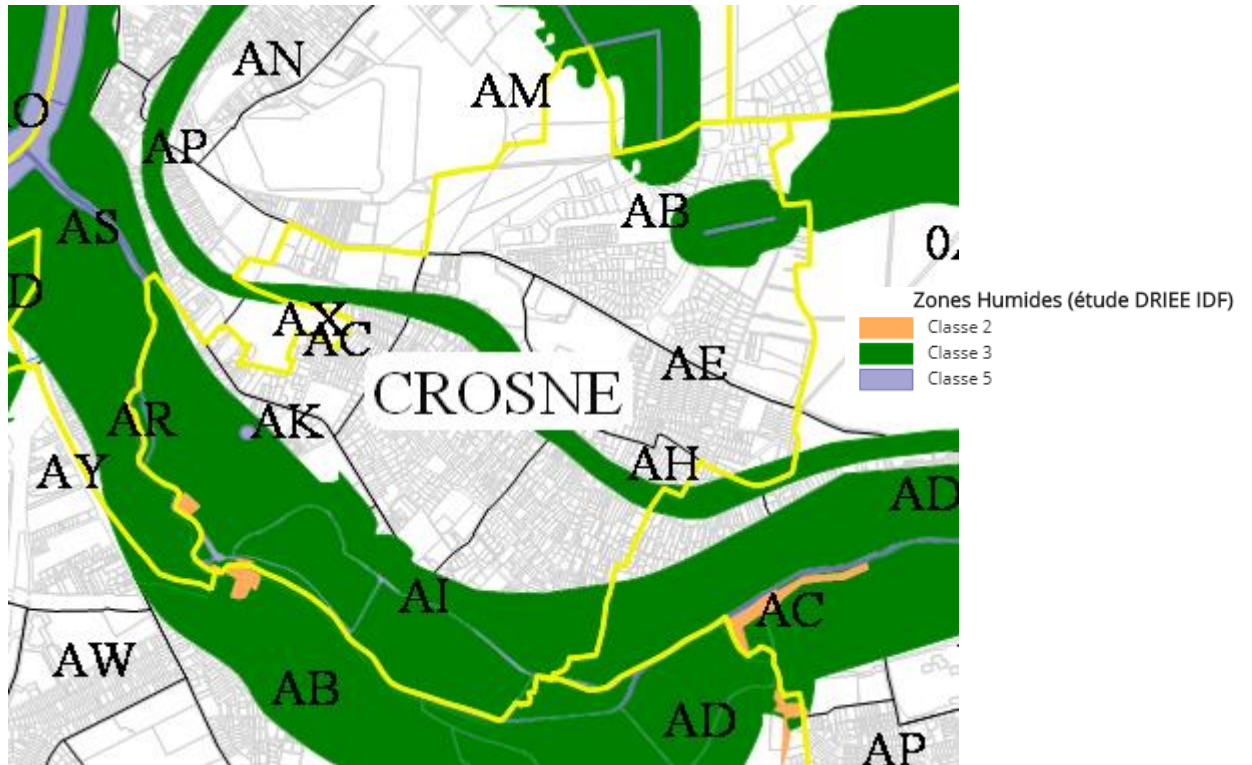 AN
AM
O
AP
AB
AS
0
D
Zones Humides (étude DRIEE IDF)
AX
Classe 2
AC
Classe 3
AE
Classe 5
CROSNE
AR
AK
AY
AH
AD
AI
AC
AW
AB
AD
AP